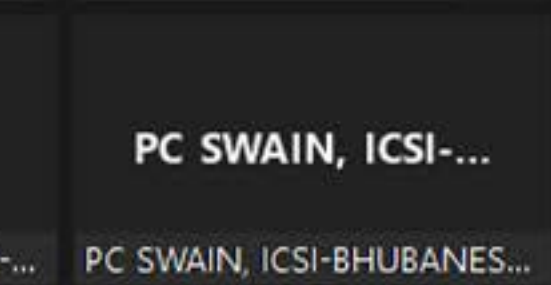 PC SWAIN, ICSI-...
-... PC SWAIN, ICSI-BHUBANES...